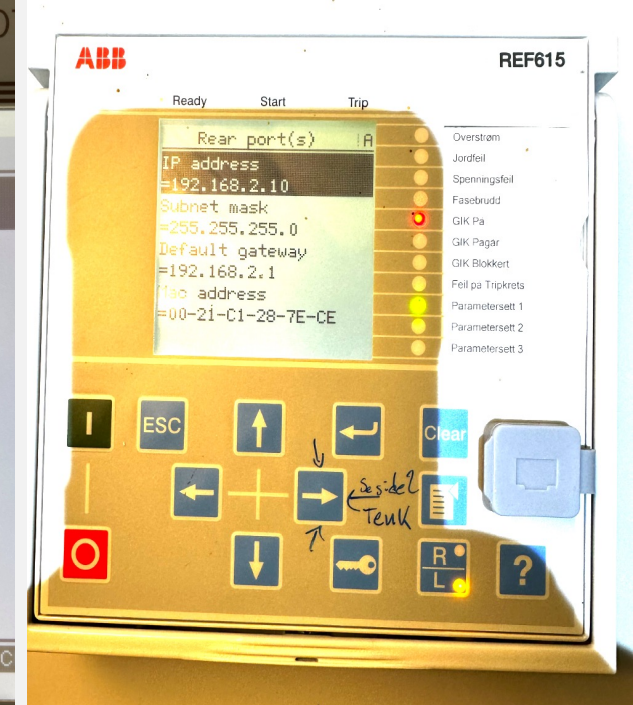 ABB
REF615
Ready Start Trip
Rear port(s) A
IP address
=192.168.2.10
Subnet mask
=255.255.255.0
Default gateway
=192.168.2.1
Mac address
=00-21-C1-28-7E-CE
Overstrøm
Jordfeil
Spenningsfeil
Fasebrudd
GIK Pa
GIK Pagar
GIK Blokkert
Feil pa Tripkrets
Parametersett 1
Parametersett 2
Parametersett 3
I
ESC
Clear
Se side 2
Tenk
O
R
L
?
C